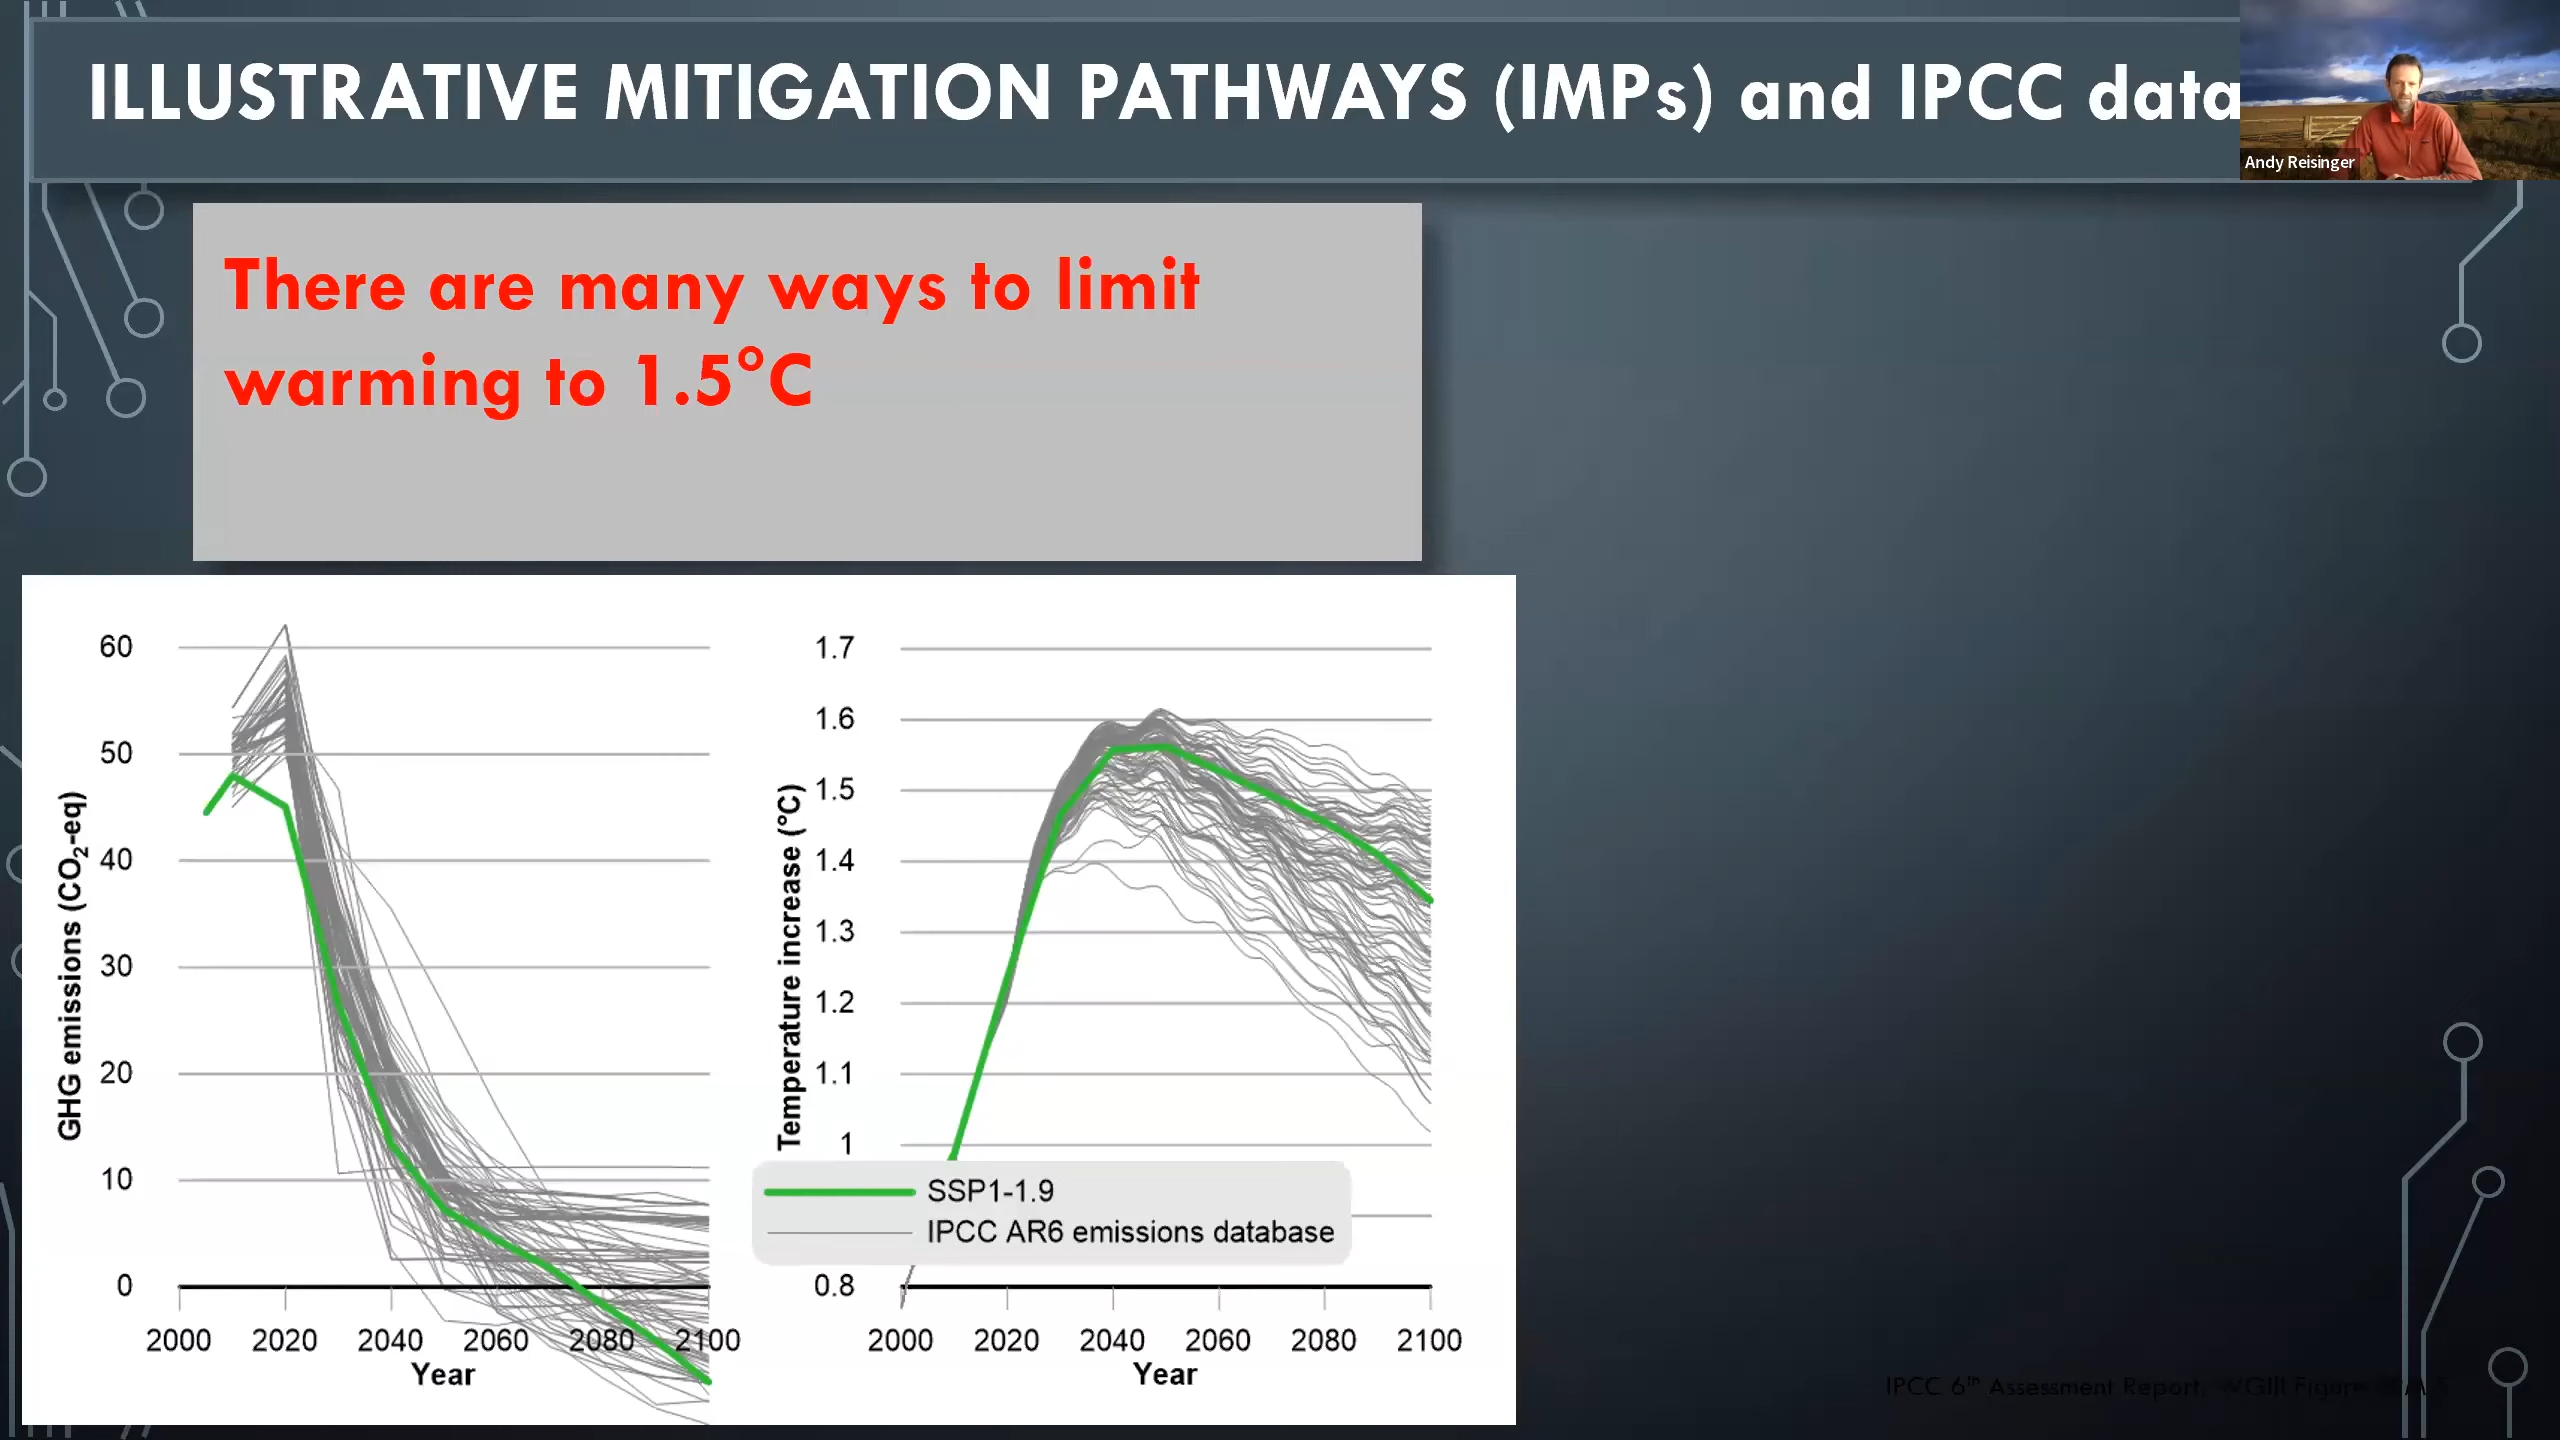 ILLUSTRATIVE MITIGATION PATHWAYS (IMPs) and IPCC data
Andy Reisinger
There are many ways to limit
warming to 1.5°C
GHG emissions (CO₂-eq)
60
50
40
30
20
10
0
2000 2020 2040 2060 2080 2100
Year
Temperature increase (°C)
1.7
1.6
1.5
1.4
1.3
1.2
1.1
1
0.8
SSP1-1.9
IPCC AR6 emissions database
2000 2020 2040 2060 2080 2100
Year
IPCC 6th Assessment Report, WGIII Figure